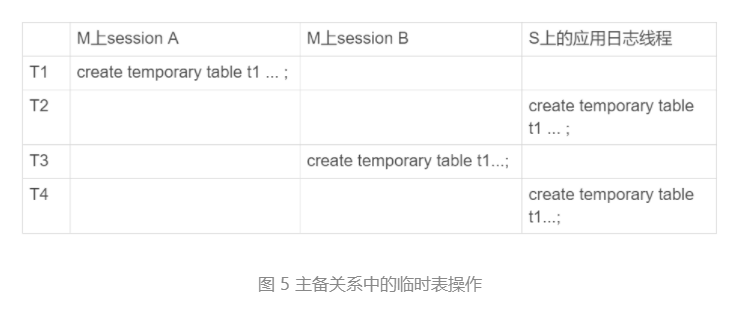 M上session A M上session B S上的应用日志线程
T1 create temporary table t1 ... ;
T2 create temporary table
t1 ... ;
T3 create temporary table t1...;
T4 create temporary table
t1...;
图 5 主备关系中的临时表操作